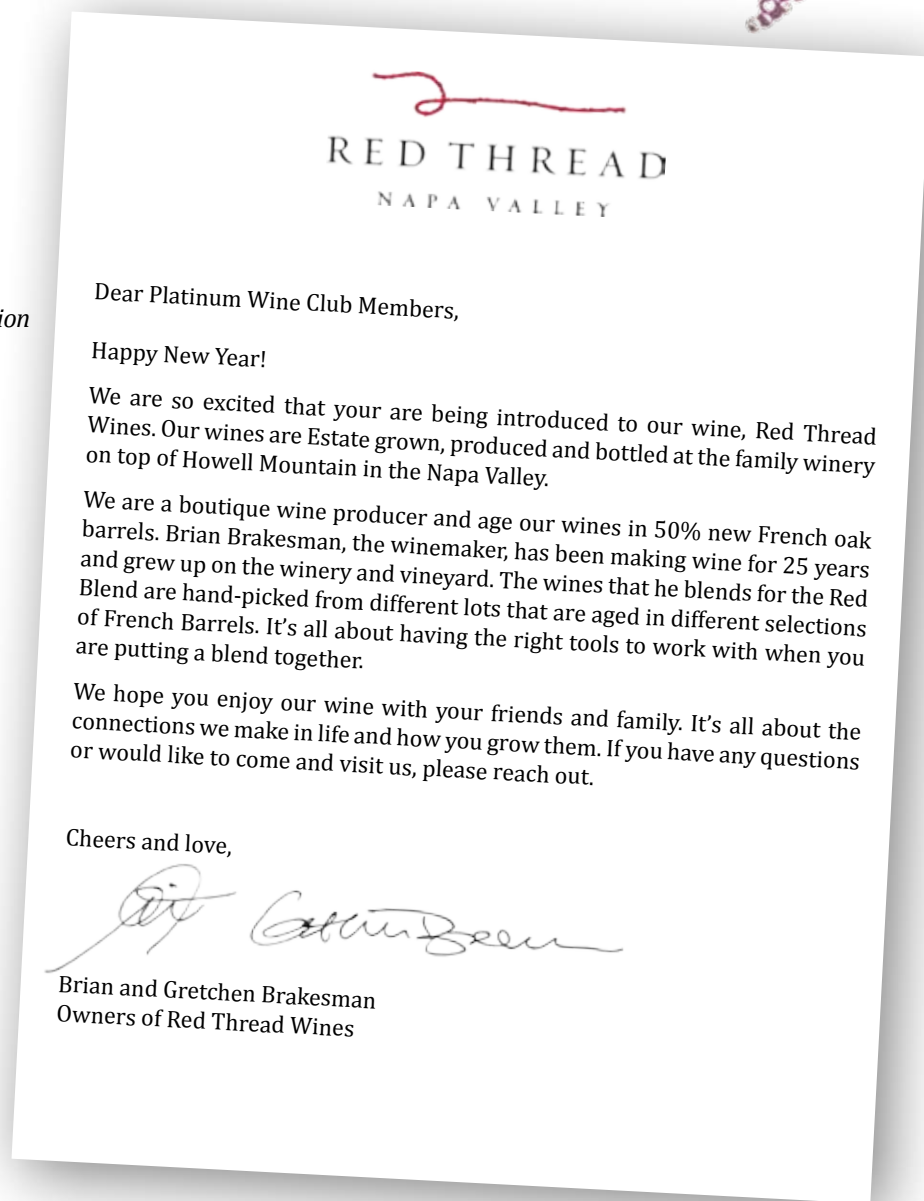 RED THREAD
NAPA VALLEY
ion
Dear Platinum Wine Club Members,
Happy New Year!
We are so excited that your are being introduced to our wine, Red Thread
Wines. Our wines are Estate grown, produced and bottled at the family winery
on top of Howell Mountain in the Napa Valley.
We are a boutique wine producer and age our wines in 50% new French oak
barrels. Brian Brakesman, the winemaker, has been making wine for 25 years
and grew up on the winery and vineyard. The wines that he blends for the Red
Blend are hand-picked from different lots that are aged in different selections
of French Barrels. It's all about having the right tools to work with when you
are putting a blend together.
We hope you enjoy our wine with your friends and family. It's all about the
connections we make in life and how you grow them. If you have any questions
or would like to come and visit us, please reach out.
Cheers and love,
Brian and Gretchen Brakesman
Owners of Red Thread Wines